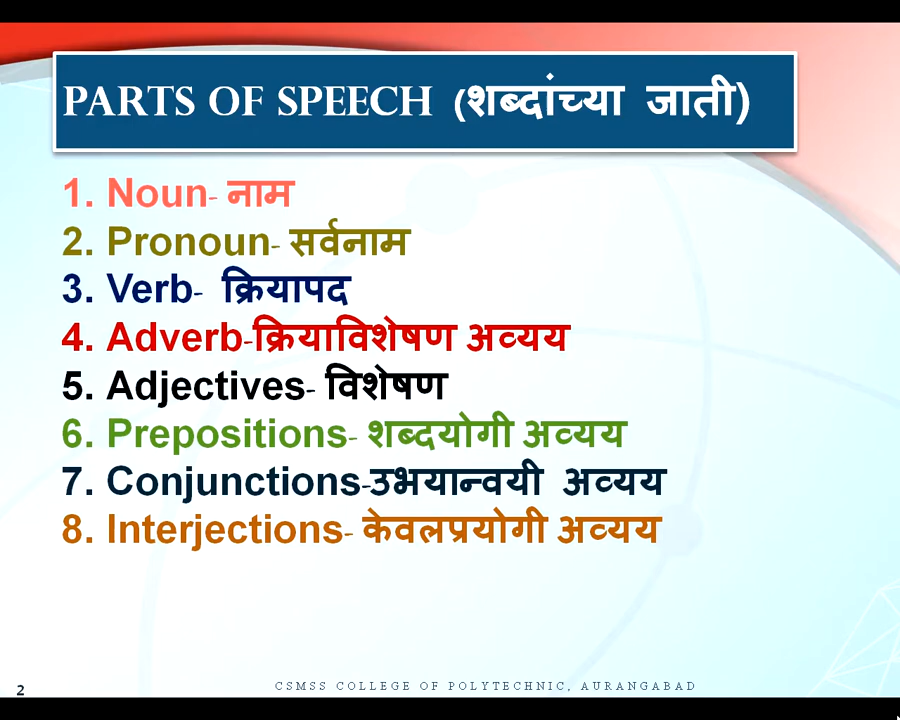 PARTS OF SPEECH (शब्दांच्या जाती)
1. Noun- नाम
2. Pronoun- सर्वनाम
3. Verb- क्रियापद
4. Adverb-क्रियाविशेषण अव्यय
5. Adjectives- विशेषण
6. Prepositions- शब्दयोगी अव्यय
7. Conjunctions-उभयान्वयी अव्यय
8. Interjections- केवलप्रयोगी अव्यय
2
CSMSS COLLEGE OF POLYTECHNIC, AURANGABAD